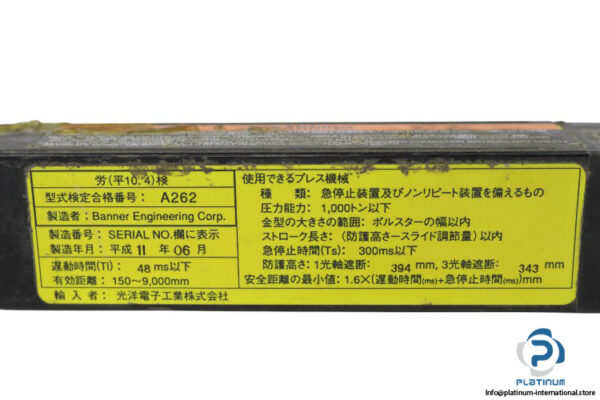 労(平10.4)検
型式検定合格番号： A262
製造者：Banner Engineering Corp.
製造番号：SERIAL NO.欄に表示
製造年月：平成 11 年 06 月
遅動時間(Tl)： 48 ms以下
有効距離：150～9,000mm
輸入者：光洋電子工業株式会社
使用できるプレス機械
種類：急停止装置及びノンリピート装置を備えるもの
圧力能力：1,000トン以下
金型の大きさの範囲：ボルスターの幅以内
ストローク長さ：(防護高さースライド調節量)以内
急停止時間(Ts)：300ms以下
防護高さ：1光軸遮断： 394 mm, 3光軸遮断： 343 mm
安全距離の最小値：1.6×(遅動時間(ms)+急停止時間(ms))mm
PLATINUM
Info@platinum-international.store